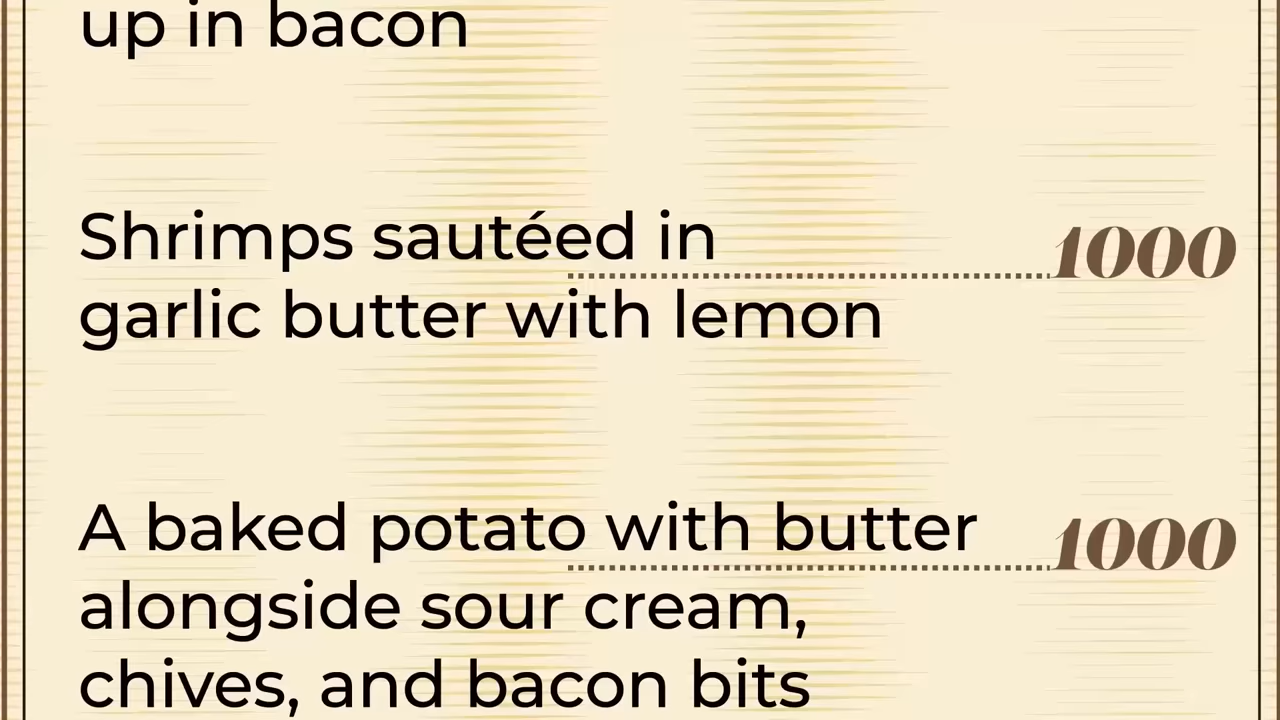 up in bacon
Shrimps sautéed in
garlic butter with lemon
1000
A baked potato with butter
alongside sour cream,
chives, and bacon bits
1000